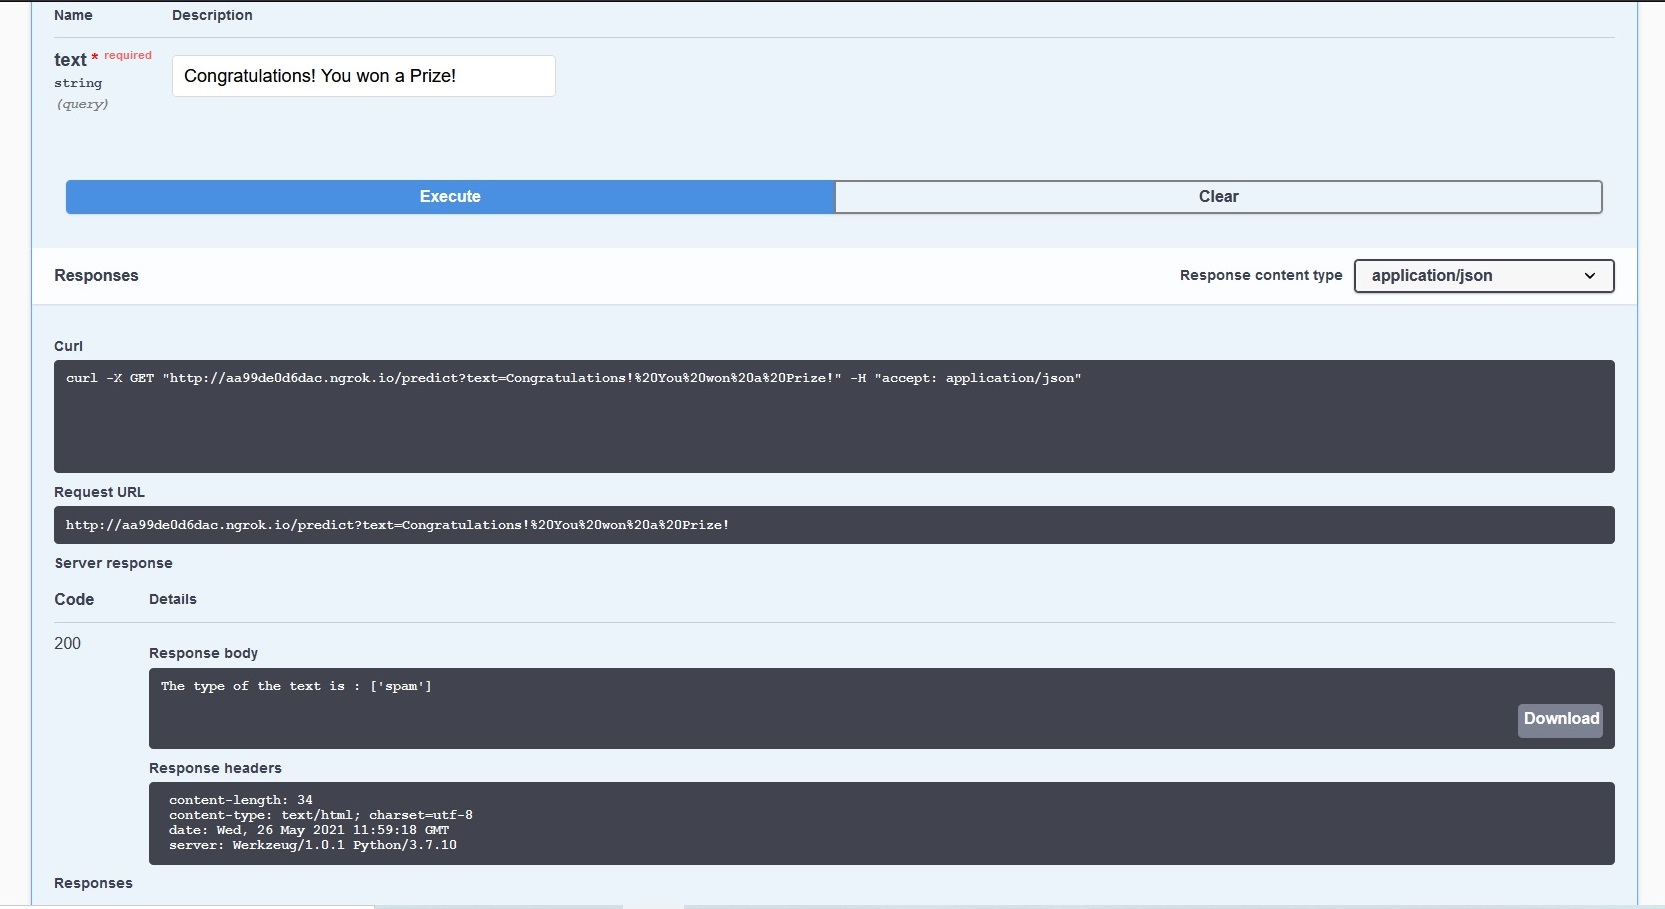 Name Description
text * required
Congratulations! You won a Prize!
string
(query)
Execute Clear
Responses Response content type application/json
Curl
curl -X GET "http://aa99de0d6dac.ngrok.io/predict?text=Congratulations!%20You%20won%20a%20Prize!" -H "accept: application/json"
Request URL
http://aa99de0d6dac.ngrok.io/predict?text=Congratulations!%20You%20won%20a%20Prize!
Server response
Code Details
200
Response body
The type of the text is : ['spam']
Download
Response headers
content-length: 34
content-type: text/html; charset=utf-8
date: Wed, 26 May 2021 11:59:18 GMT
server: Werkzeug/1.0.1 Python/3.7.10
Responses